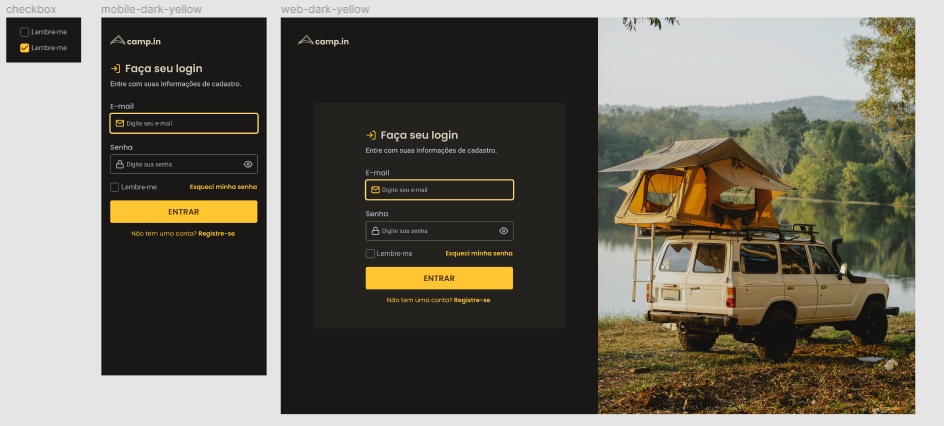 checkbox
Lembre-me
Lembre-me
mobile-dark-yellow
camp.in
Faça seu login
Entre com suas informações de cadastro.
E-mail
Digite seu e-mail
Senha
Digite sua senha
Lembre-me Esqueci minha senha
ENTRAR
Não tem uma conta? Registre-se
web-dark-yellow
camp.in
Faça seu login
Entre com suas informações de cadastro.
E-mail
Digite seu e-mail
Senha
Digite sua senha
Lembre-me Esqueci minha senha
ENTRAR
Não tem uma conta? Registre-se